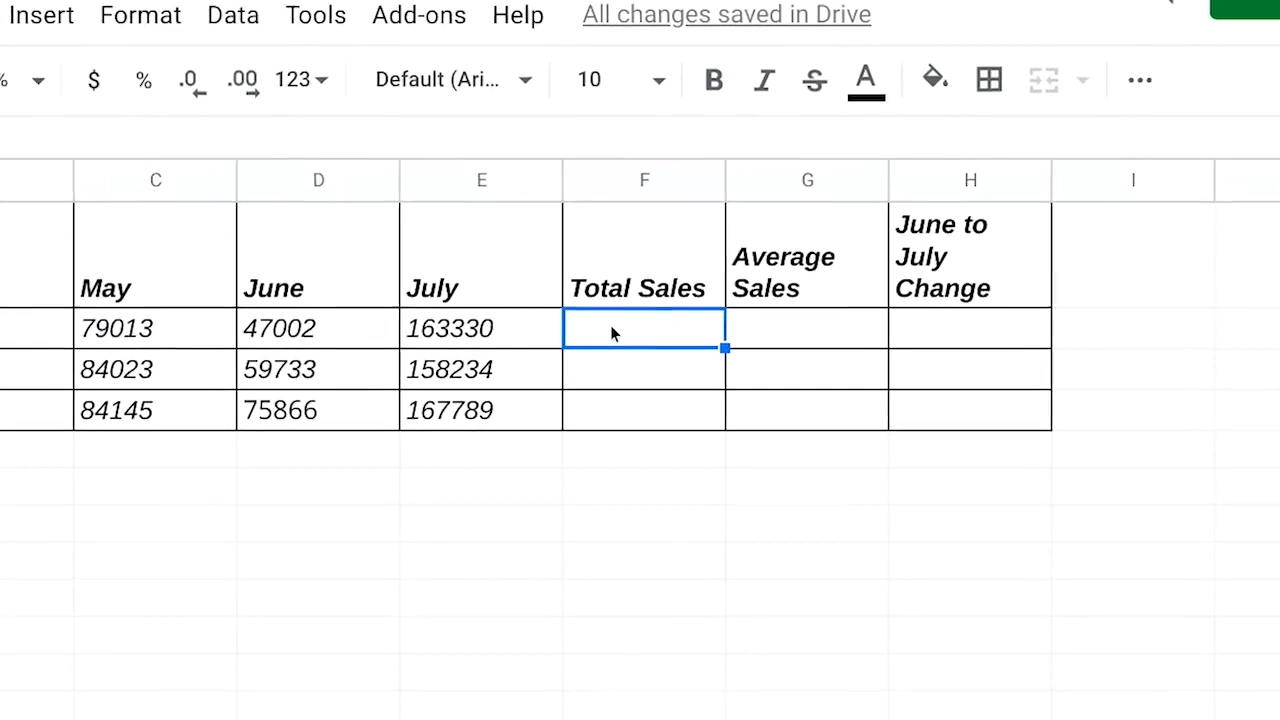 Insert Format Data Tools Add-ons Help All changes saved in Drive
% $ % .0 .00 123 Default (Ari... 10 B I S A
C D E F G H I
May June July Total Sales Average Sales June to July Change
79013 47002 163330
84023 59733 158234
84145 75866 167789